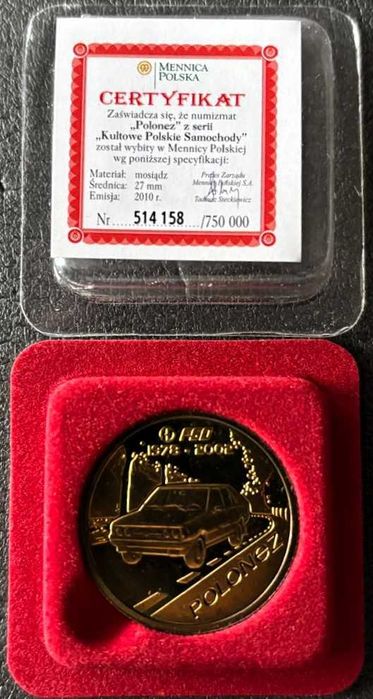 MENNICA
POLSKA
CERTYFIKAT
Zaświadcza się, że numizmat
„Polonez” z serii
„Kultowe Polskie Samochody”
został wybity w Mennicy Polskiej
wg poniższej specyfikacji:
Materiał: mosiądz
Średnica: 27 mm
Emisja: 2010 r.
Prezes Zarządu
Mennicy Polskiej S.A.
Tadeusz Steckiewicz
Nr.....514 158...../750 000
FSO
1978 - 2002
POLONEZ